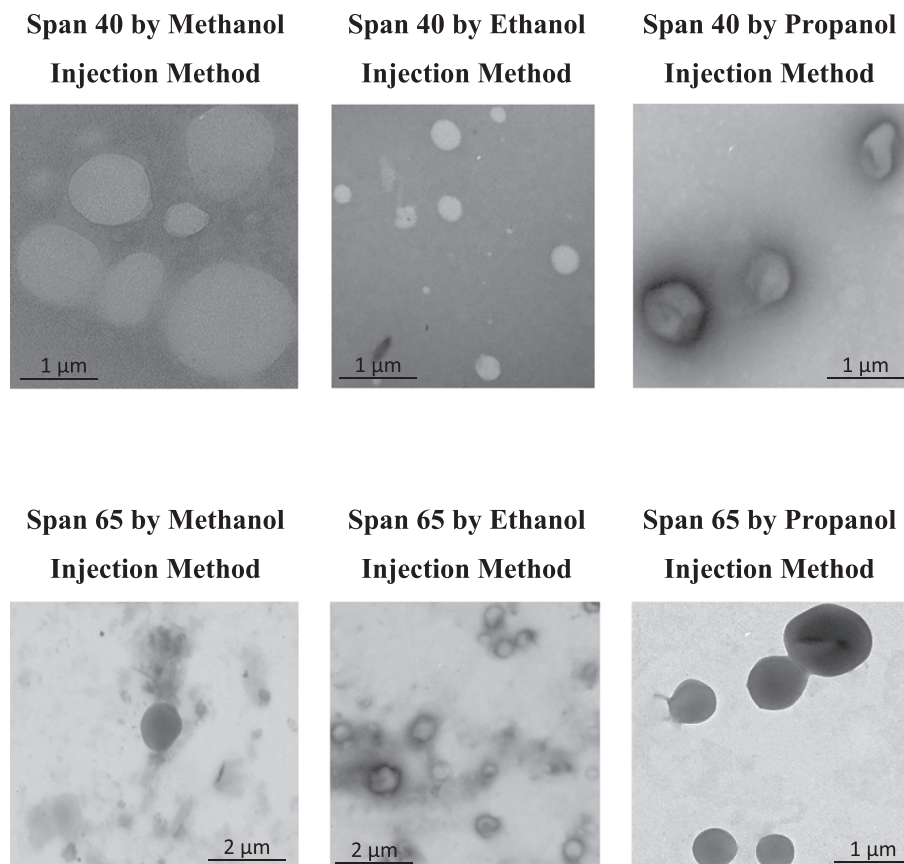 Span 40 by Methanol
Injection Method
Span 40 by Ethanol
Injection Method
Span 40 by Propanol
Injection Method
1 μm
1 μm
1 μm
Span 65 by Methanol
Injection Method
Span 65 by Ethanol
Injection Method
Span 65 by Propanol
Injection Method
2 μm
2 μm
1 μm